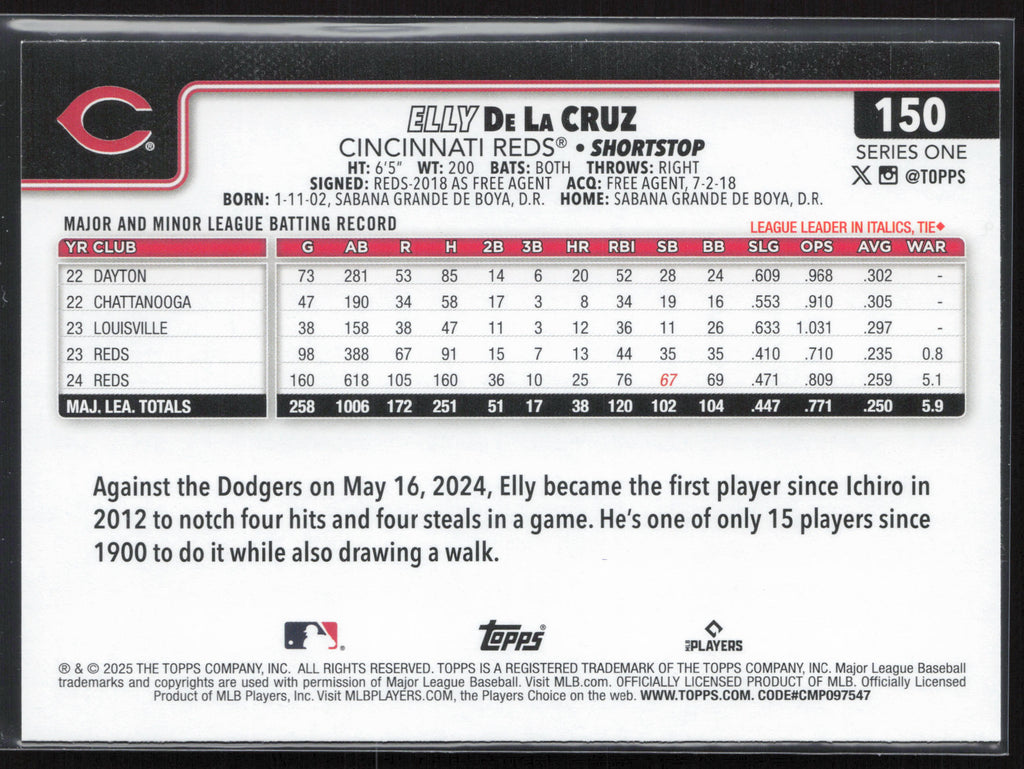 ELLY DE LA CRUZ
150
CINCINNATI REDS® • SHORTSTOP
SERIES ONE
HT: 6'5" WT: 200 BATS: BOTH THROWS: RIGHT
@TOPPS
SIGNED: REDS-2018 AS FREE AGENT ACQ: FREE AGENT, 7-2-18
BORN: 1-11-02, SABANA GRANDE DE BOYA, D.R. HOME: SABANA GRANDE DE BOYA, D.R.
MAJOR AND MINOR LEAGUE BATTING RECORD
LEAGUE LEADER IN ITALICS, TIE◆
YR CLUB G AB R H 2B 3B HR RBI SB BB SLG OPS AVG WAR
22 DAYTON 73 281 53 85 14 6 20 52 28 24 .609 .968 .302 -
22 CHATTANOOGA 47 190 34 58 17 3 8 34 19 16 .553 .910 .305 -
23 LOUISVILLE 38 158 38 47 11 3 12 36 11 26 .633 1.031 .297 -
23 REDS 98 388 67 91 15 7 13 44 35 35 .410 .710 .235 0.8
24 REDS 160 618 105 160 36 10 25 76 67 69 .471 .809 .259 5.1
MAJ. LEA. TOTALS 258 1006 172 251 51 17 38 120 102 104 .447 .771 .250 5.9
Against the Dodgers on May 16, 2024, Elly became the first player since Ichiro in
2012 to notch four hits and four steals in a game. He's one of only 15 players since
1900 to do it while also drawing a walk.
Topps®
MLB PLAYERS
® & © 2025 THE TOPPS COMPANY, INC. ALL RIGHTS RESERVED. TOPPS IS A REGISTERED TRADEMARK OF THE TOPPS COMPANY, INC. Major League Baseball
trademarks and copyrights are used with permission of Major League Baseball. Visit MLB.com. OFFICIALLY LICENSED PRODUCT OF MLB. Officially Licensed
Product of MLB Players, Inc. Visit MLBPLAYERS.COM, the Players Choice on the web. WWW.TOPPS.COM. CODE#CMP097547